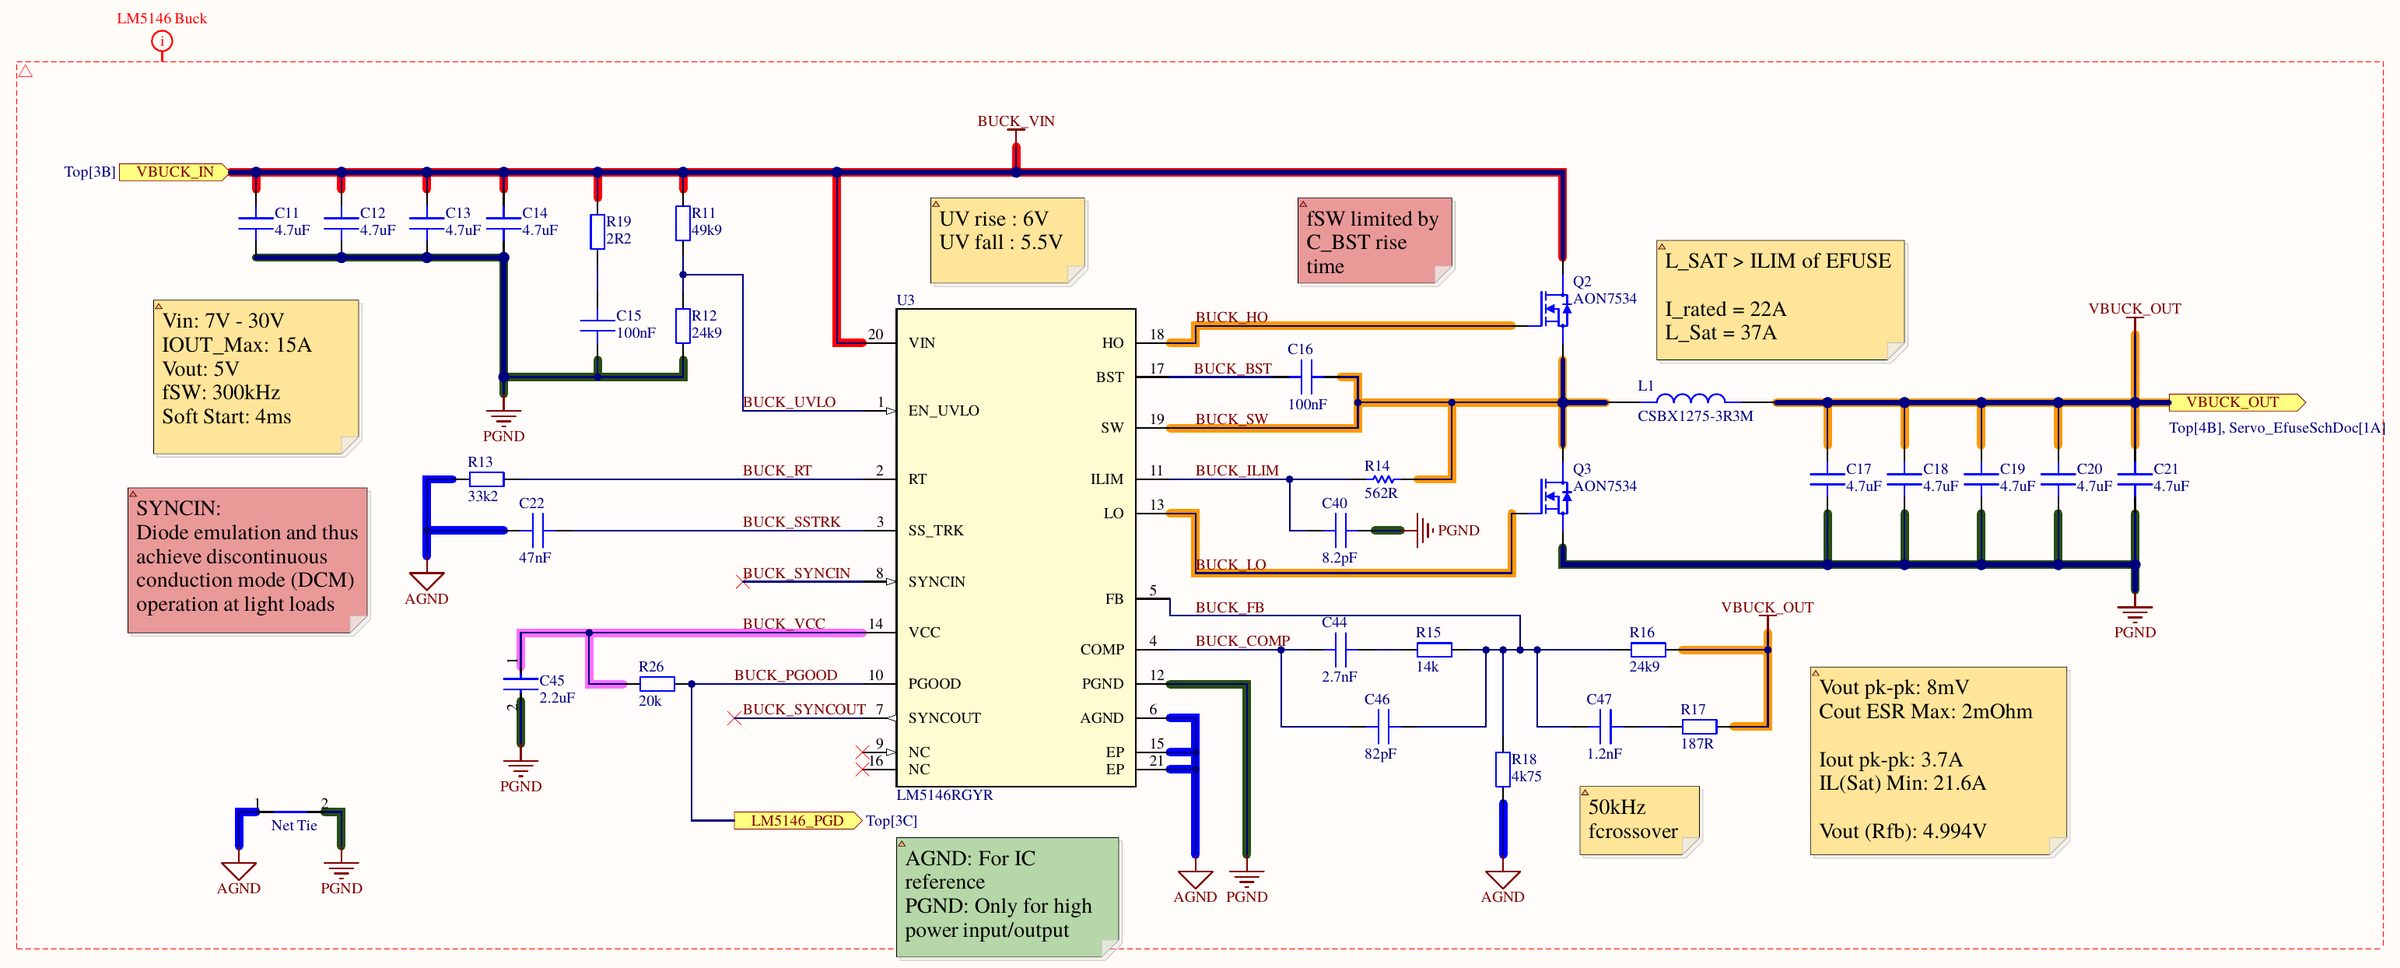 LM5146 Buck
i
BUCK_VIN
Top[3B]
VBUCK_IN
C11
4.7uF
C12
4.7uF
C13
4.7uF
C14
4.7uF
R19
2R2
R11
49k9
C15
100nF
R12
24k9
PGND
UV rise : 6V
UV fall : 5.5V
fSW limited by
C_BST rise
time
L_SAT > ILIM of EFUSE
I_rated = 22A
L_Sat = 37A
Vin: 7V - 30V
IOUT_Max: 15A
Vout: 5V
fSW: 300kHz
Soft Start: 4ms
SYNCIN:
Diode emulation and thus
achieve discontinuous
conduction mode (DCM)
operation at light loads
U3
20
VIN
BUCK_UVLO
1
EN_UVLO
R13
33k2
BUCK_RT
2
RT
C22
47nF
BUCK_SSTRK
3
SS_TRK
AGND
BUCK_SYNCIN
8
SYNCIN
BUCK_VCC
14
VCC
1
C45
2.2uF
2
PGND
R26
20k
BUCK_PGOOD
10
PGOOD
BUCK_SYNCOUT
7
SYNCOUT
9
NC
16
NC
LM5146RGYR
LM5146_PGD
Top[3C]
1
2
Net Tie
AGND
PGND
AGND: For IC
reference
PGND: Only for high
power input/output
HO
18
BUCK_HO
BST
17
BUCK_BST
C16
100nF
SW
19
BUCK_SW
ILIM
11
BUCK_ILIM
R14
562R
C40
8.2pF
PGND
LO
13
BUCK_LO
FB
5
BUCK_FB
COMP
4
BUCK_COMP
C44
2.7nF
R15
14k
C46
82pF
PGND
12
AGND
6
EP
15
EP
21
AGND
PGND
R18
4k75
AGND
R16
24k9
C47
1.2nF
R17
187R
VBUCK_OUT
Q2
AON7534
Q3
AON7534
L1
CSBX1275-3R3M
VBUCK_OUT
VBUCK_OUT
Top[4B], Servo_EfuseSchDoc[1A]
C17
4.7uF
C18
4.7uF
C19
4.7uF
C20
4.7uF
C21
4.7uF
PGND
50kHz
fcrossover
Vout pk-pk: 8mV
Cout ESR Max: 2mOhm
Iout pk-pk: 3.7A
IL(Sat) Min: 21.6A
Vout (Rfb): 4.994V